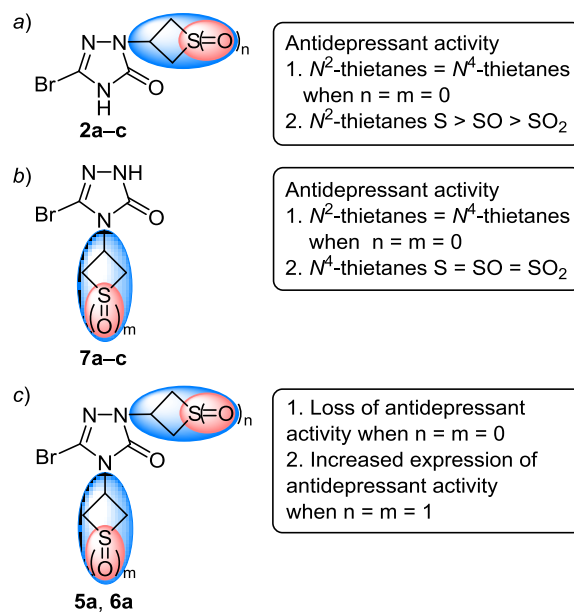 a)
N
N
S(=O)n
Br
N
H
O
2a–c
Antidepressant activity
1. N2-thietanes = N4-thietanes
when n = m = 0
2. N2-thietanes S > SO > SO2
b)
N
NH
Br
N
O
S
(O)m
7a–c
Antidepressant activity
1. N2-thietanes = N4-thietanes
when n = m = 0
2. N4-thietanes S = SO = SO2
c)
S(=O)n
N
N
Br
N
O
S
(O)m
5a, 6a
1. Loss of antidepressant
activity when n = m = 0
2. Increased expression of
antidepressant activity
when n = m = 1